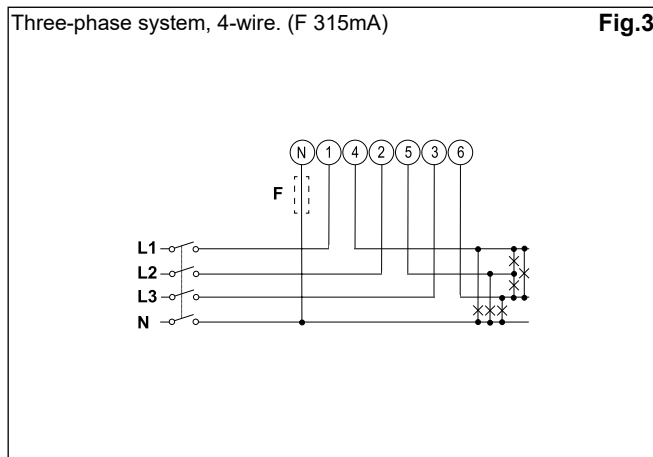 Three-phase system, 4-wire. (F 315mA) Fig.3
N 1 4 2 5 3 6
F
L1
L2
L3
N